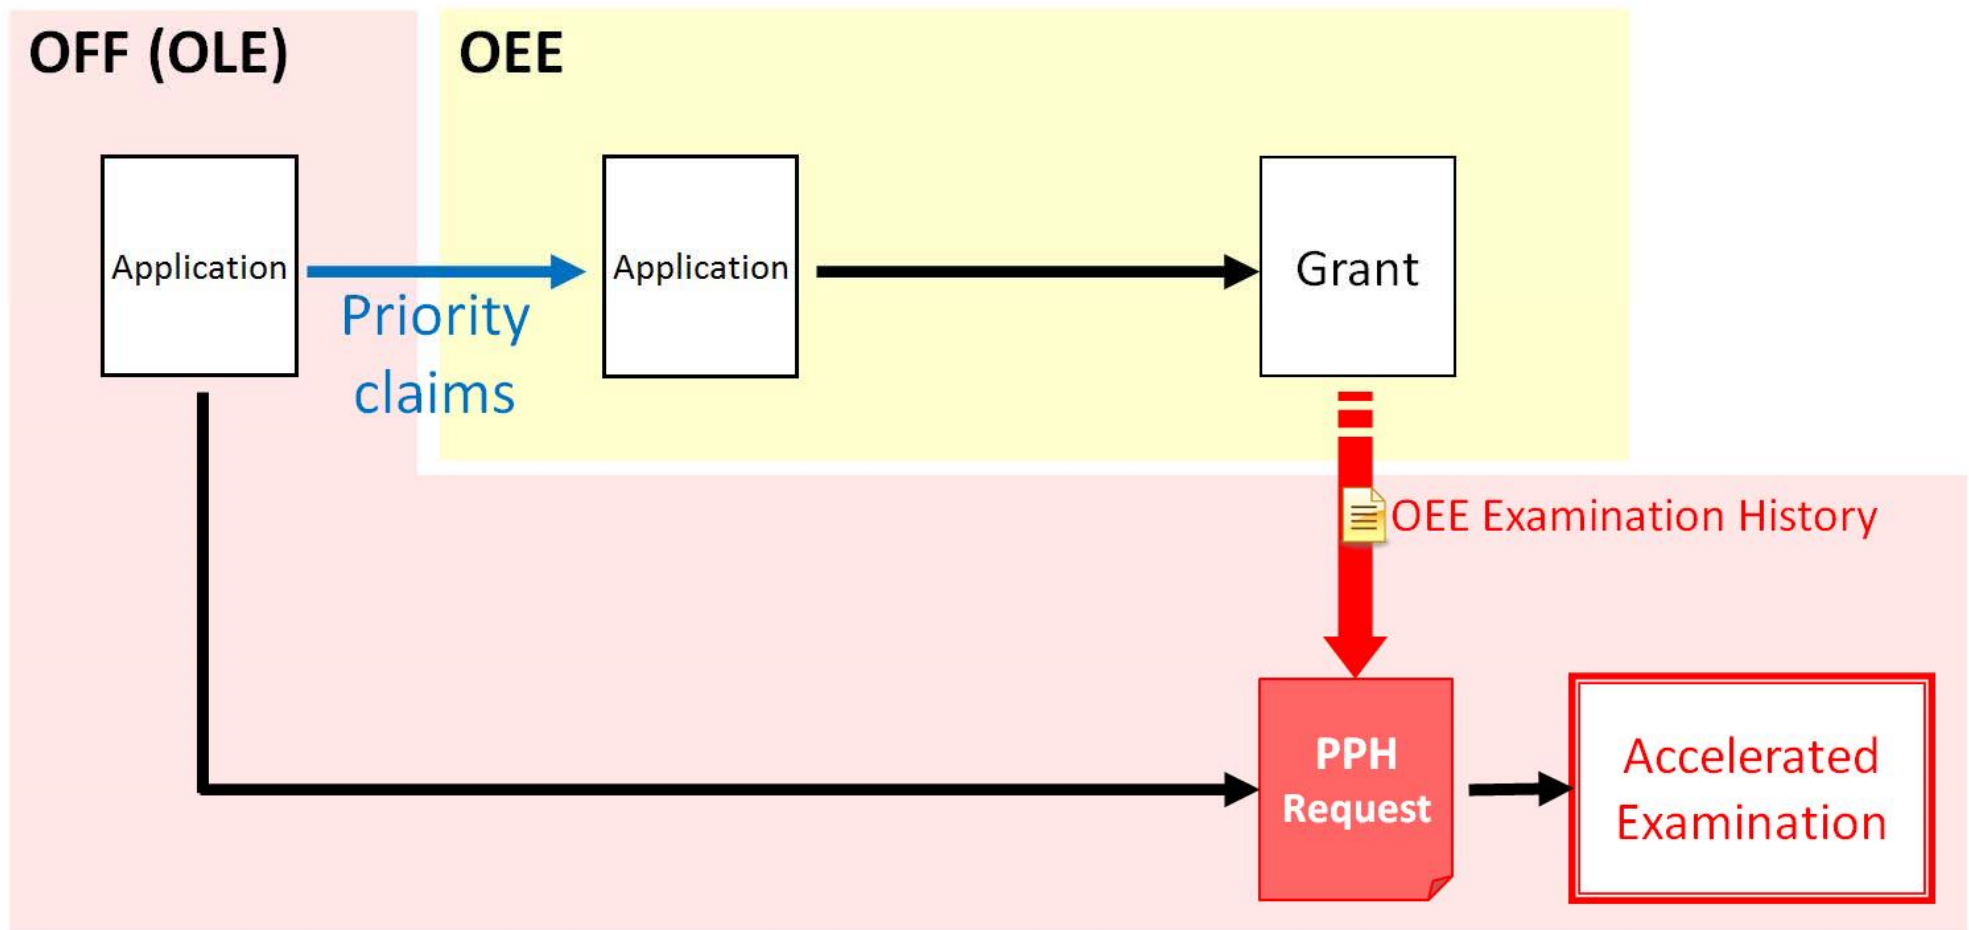 OFF (OLE)
OEE
Application
Priority
claims
Application
Grant
OEE Examination History
PPH
Request
Accelerated
Examination